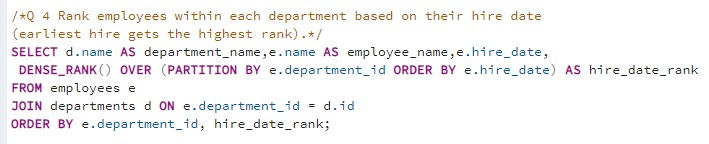 /*Q 4 Rank employees within each department based on their hire date
(earliest hire gets the highest rank).*/
SELECT d.name AS department_name,e.name AS employee_name,e.hire_date,
DENSE_RANK() OVER (PARTITION BY e.department_id ORDER BY e.hire_date) AS hire_date_rank
FROM employees e
JOIN departments d ON e.department_id = d.id
ORDER BY e.department_id, hire_date_rank;